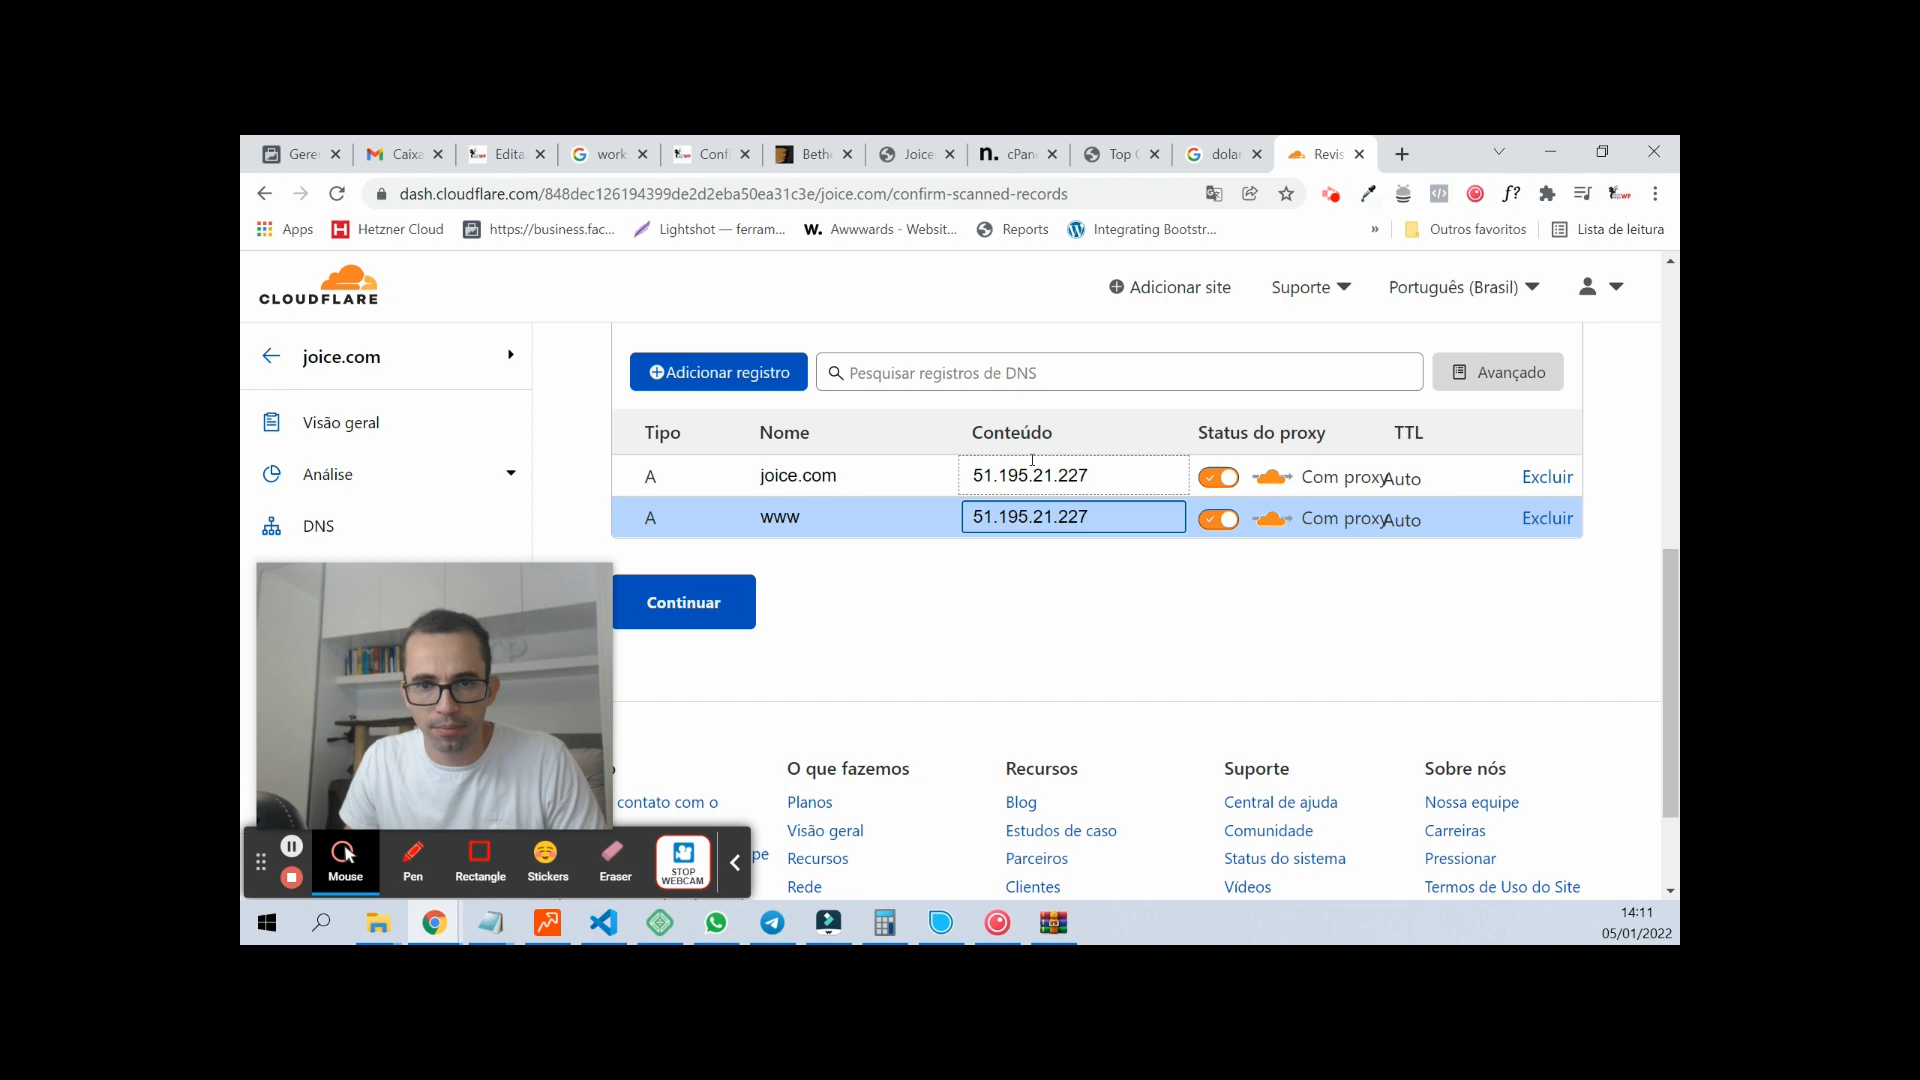 Geren
Caixa
Edita
work
Confi
Beth
Joice
n. cPan
Top C
dolar
Revis
dash.cloudflare.com/848dec126194399de2d2eba50ea31c3e/joice.com/confirm-scanned-records
f?
Apps
H Hetzner Cloud
https://business.fac...
Lightshot — ferram...
W. Awwwards - Websit...
Reports
Integrating Bootstr...
»
Outros favoritos
Lista de leitura
CLOUDFLARE
Adicionar site
Suporte
Português (Brasil)
joice.com
Visão geral
Análise
DNS
Adicionar registro
Pesquisar registros de DNS
Avançado
Tipo Nome Conteúdo Status do proxy TTL
A joice.com 51.195.21.227 Com proxy Auto Excluir
A www 51.195.21.227 Com proxy Auto Excluir
Continuar
contato com o
pe
O que fazemos
Planos
Visão geral
Recursos
Rede
Recursos
Blog
Estudos de caso
Parceiros
Clientes
Suporte
Central de ajuda
Comunidade
Status do sistema
Vídeos
Sobre nós
Nossa equipe
Carreiras
Pressionar
Termos de Uso do Site
Mouse
Pen
Rectangle
Stickers
Eraser
STOP
WEBCAM
14:11
05/01/2022